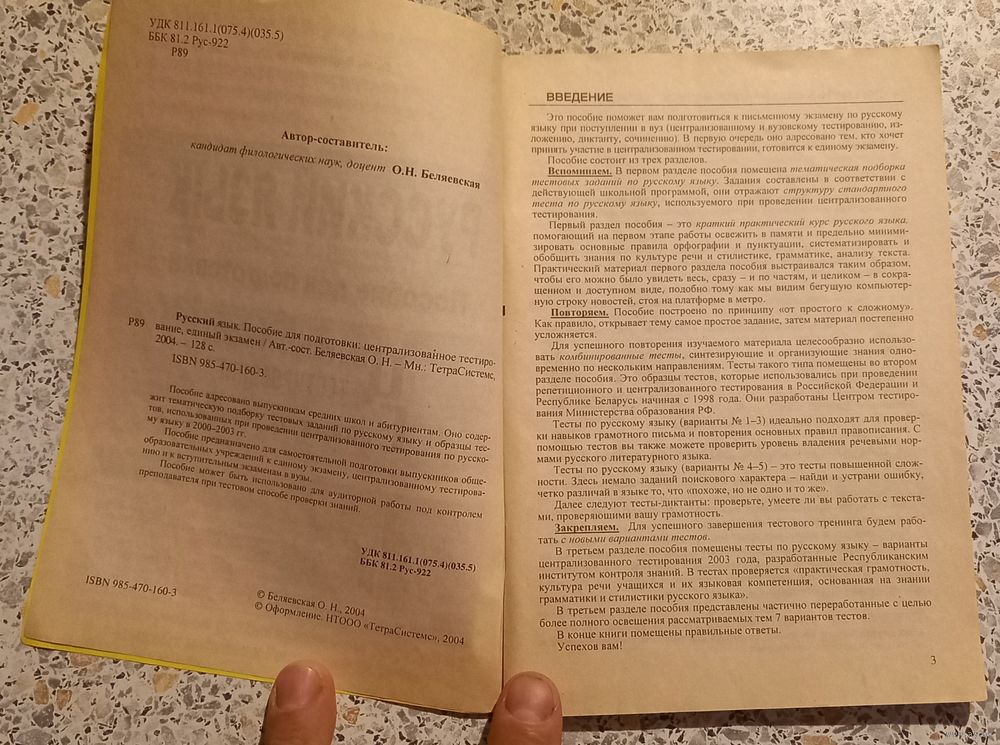 УДК 811.161.1(075.4)(035.5)
ББК 81.2 Рус-922
Р89
Автор-составитель:
кандидат филологических наук, доцент О.Н. Беляевская
Р89
Русский язык. Пособие для подготовки: централизованное тестиро-
вание, единый экзамен / Авт.-сост. Беляевская О. Н. – Мн.: ТетраСистемс,
2004. – 128 с.
ISBN 985-470-160-3.
Пособие адресовано выпускникам средних школ и абитуриентам. Оно содер-
жит тематическую подборку тестовых заданий по русскому языку и образцы тес-
тов, использованных при проведении централизованного тестирования по русско-
му языку в 2000–2003 гг.
Пособие предназначено для самостоятельной подготовки выпускников обще-
образовательных учреждений к единому экзамену, централизованному тестирова-
нию и к вступительным экзаменам в вузы.
Пособие может быть использовано для аудиторной работы под контролем
преподавателя при тестовом способе проверки знаний.
УДК 811.161.1(075.4)(035.5)
ББК 81.2 Рус-922
ISBN 985-470-160-3
© Беляевская О. Н., 2004
© Оформление. НТООО «ТетраСистемс», 2004
ВВЕДЕНИЕ
Это пособие поможет вам подготовиться к письменному экзамену по русскому
языку при поступлении в вуз (централизованному и вузовскому тестированию, из-
ложению, диктанту, сочинению). В первую очередь оно адресовано тем, кто хочет
принять участие в централизованном тестировании, готовится к единому экзамену.
Пособие состоит из трех разделов.
Вспоминаем. В первом разделе пособия помещена тематическая подборка
тестовых заданий по русскому языку. Задания составлены в соответствии с
действующей школьной программой, они отражают структуру стандартного
теста по русскому языку, используемого при проведении централизованного
тестирования.
Первый раздел пособия – это краткий практический курс русского языка,
помогающий на первом этапе работы освежить в памяти и предельно миними-
зировать основные правила орфографии и пунктуации, систематизировать и
обобщить знания по культуре речи и стилистике, грамматике, анализу текста.
Практический материал первого раздела пособия выстраивался таким образом,
чтобы его можно было увидеть весь, сразу – и по частям, и целиком – в сокра-
щенном и доступном виде, подобно тому как мы видим бегущую компьютер-
ную строку новостей, стоя на платформе в метро.
Повторяем. Пособие построено по принципу «от простого к сложному».
Как правило, открывает тему самое простое задание, затем материал постепенно
усложняется.
Для успешного повторения изучаемого материала целесообразно использо-
вать комбинированные тесты, синтезирующие и организующие знания одно-
временно по нескольким направлениям. Тесты такого типа помещены во втором
разделе пособия. Это образцы тестов, которые использовались при проведении
репетиционного и централизованного тестирования в Российской Федерации и
Республике Беларусь начиная с 1998 года. Они разработаны Центром тестиро-
вания Министерства образования РФ.
Тесты по русскому языку (варианты № 1–3) идеально подходят для провер-
ки навыков грамотного письма и повторения основных правил правописания. С
помощью тестов вы также можете проверить уровень владения речевыми нор-
мами русского литературного языка.
Тесты по русскому языку (варианты № 4–5) – это тесты повышенной слож-
ности. Здесь немало заданий поискового характера – найди и устрани ошибку,
четко различай в языке то, что «похоже, но не одно и то же».
Далее следуют тесты-диктанты: проверьте, умеете ли вы работать с текста-
ми, проверяющими вашу грамотность.
Закрепляем. Для успешного завершения тестового тренинга будем рабо-
тать с новыми вариантами тестов.
В третьем разделе пособия помещены тесты по русскому языку – варианты
централизованного тестирования 2003 года, разработанные Республиканским
институтом контроля знаний. В тестах проверяется «практическая грамотность,
культура речи учащихся и их языковая компетенция, основанная на знании
грамматики и стилистики русского языка».
В третьем разделе пособия представлены частично переработанные с целью
более полного освещения рассматриваемых тем 7 вариантов тестов.
В конце книги помещены правильные ответы.
Успехов вам!
3